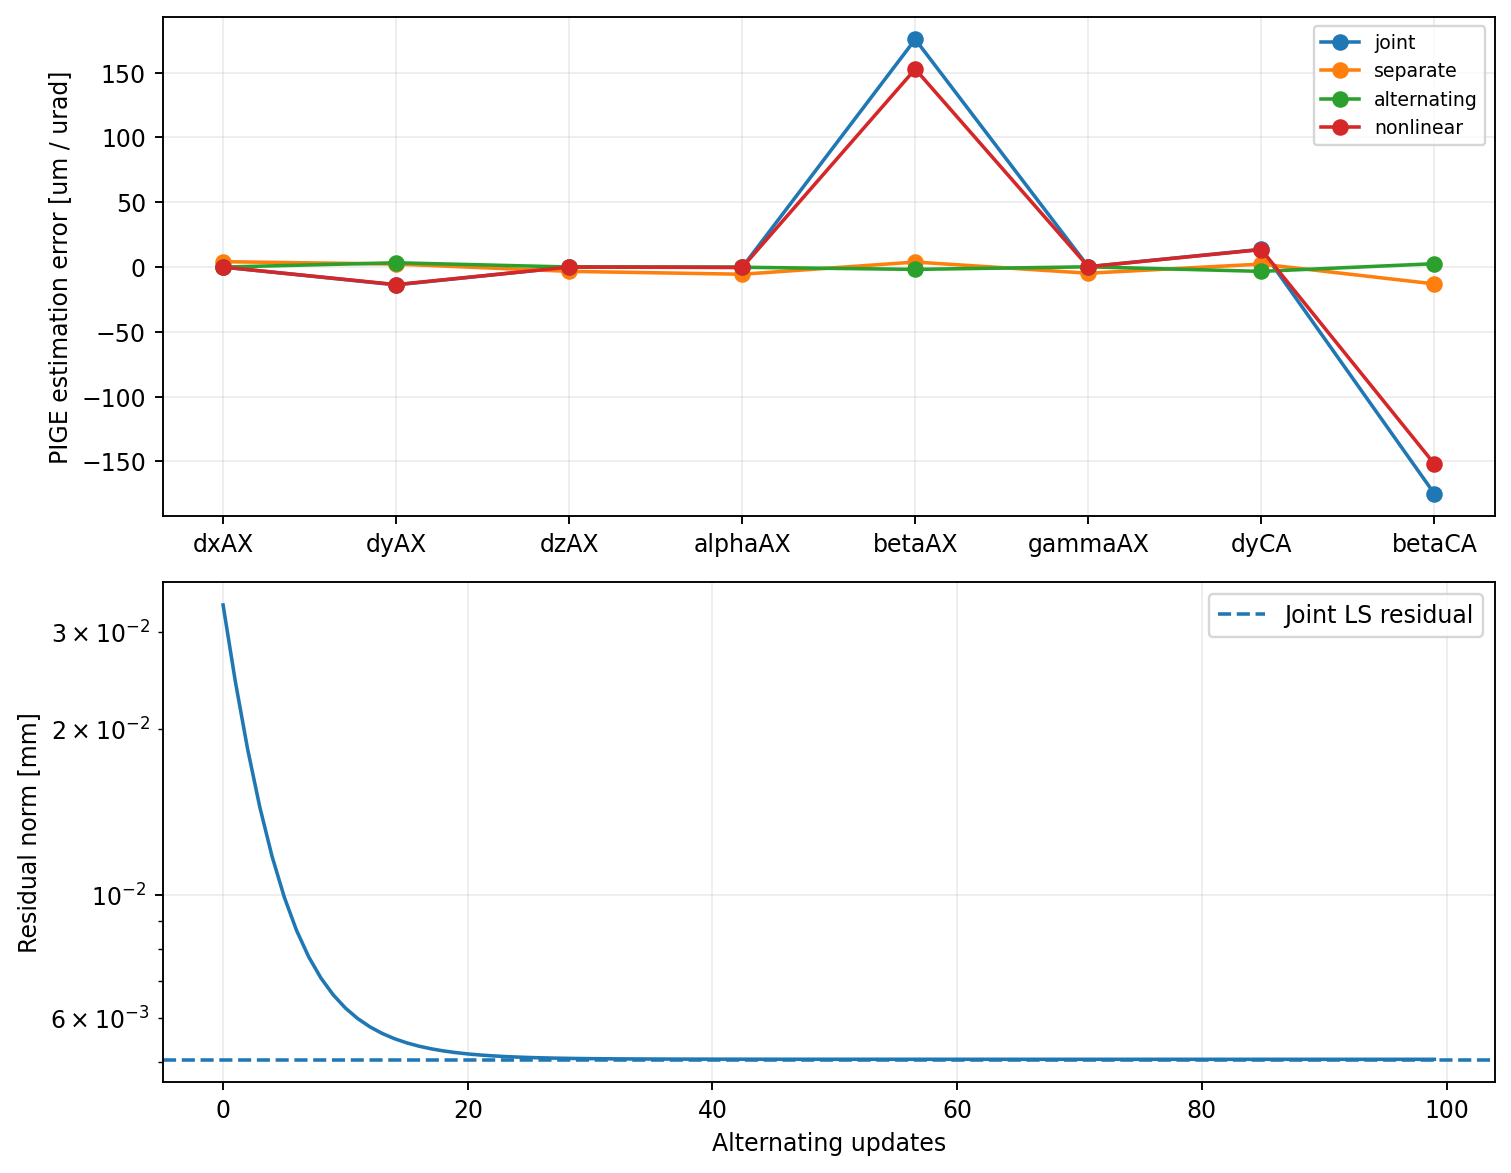 PIGE estimation error [um / urad]
150
100
50
0
−50
−100
−150
joint
separate
alternating
nonlinear
dxAX dyAX dzAX alphaAX betaAX gammaAX dyCA betaCA
Residual norm [mm]
3 × 10⁻²
2 × 10⁻²
10⁻²
6 × 10⁻³
Joint LS residual
0 20 40 60 80 100
Alternating updates